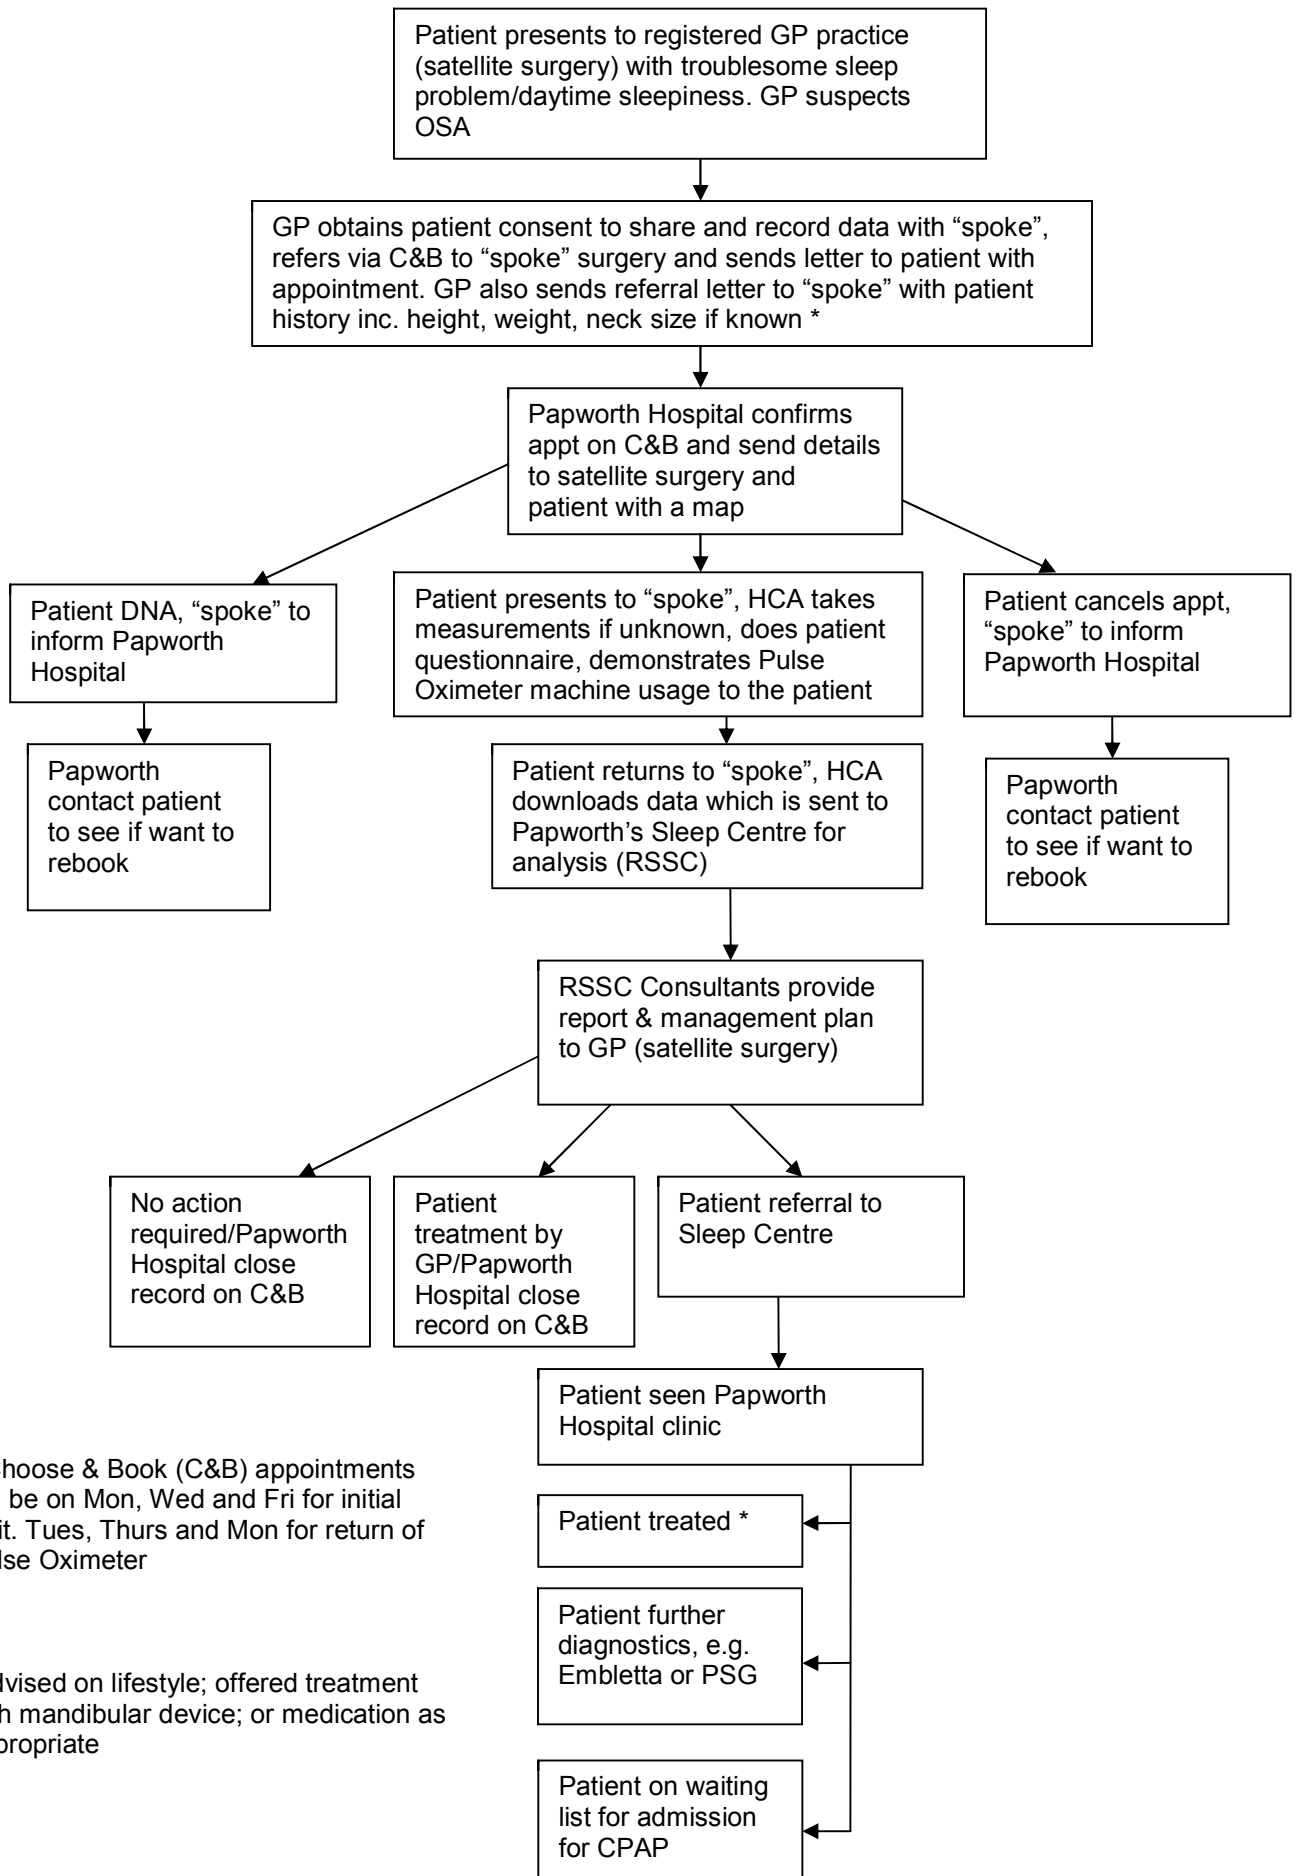 Patient presents to registered GP practice
(satellite surgery) with troublesome sleep
problem/daytime sleepiness. GP suspects
OSA
GP obtains patient consent to share and record data with “spoke”,
refers via C&B to “spoke” surgery and sends letter to patient with
appointment. GP also sends referral letter to “spoke” with patient
history inc. height, weight, neck size if known *
Papworth Hospital confirms
appt on C&B and send details
to satellite surgery and
patient with a map
Patient DNA, “spoke” to
inform Papworth
Hospital
Patient presents to “spoke”, HCA takes
measurements if unknown, does patient
questionnaire, demonstrates Pulse
Oximeter machine usage to the patient
Patient cancels appt,
“spoke” to inform
Papworth Hospital
Papworth
contact patient
to see if want to
rebook
Patient returns to “spoke”, HCA
downloads data which is sent to
Papworth’s Sleep Centre for
analysis (RSSC)
Papworth
contact patient
to see if want to
rebook
RSSC Consultants provide
report & management plan
to GP (satellite surgery)
No action
required/Papworth
Hospital close
record on C&B
Patient
treatment by
GP/Papworth
Hospital close
record on C&B
Patient referral to
Sleep Centre
Patient seen Papworth
Hospital clinic
hoose & Book (C&B) appointments
be on Mon, Wed and Fri for initial
it. Tues, Thurs and Mon for return of
lse Oximeter
Patient treated *
Patient further
diagnostics, e.g.
Embletta or PSG
dvised on lifestyle; offered treatment
h mandibular device; or medication as
propriate
Patient on waiting
list for admission
for CPAP